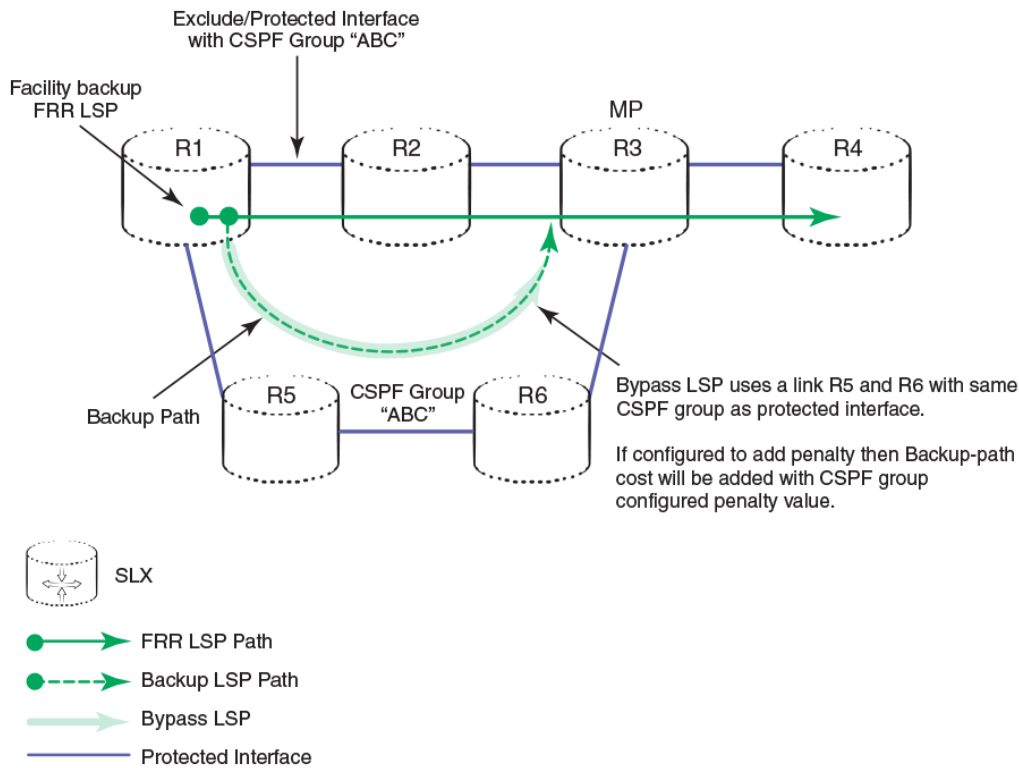 Exclude/Protected Interface
with CSPF Group “ABC”
Facility backup
FRR LSP
MP
R1
R2
R3
R4
Backup Path
R5
CSPF Group
“ABC”
R6
Bypass LSP uses a link R5 and R6 with same
CSPF group as protected interface.
If configured to add penalty then Backup-path
cost will be added with CSPF group
configured penalty value.
SLX
FRR LSP Path
Backup LSP Path
Bypass LSP
Protected Interface